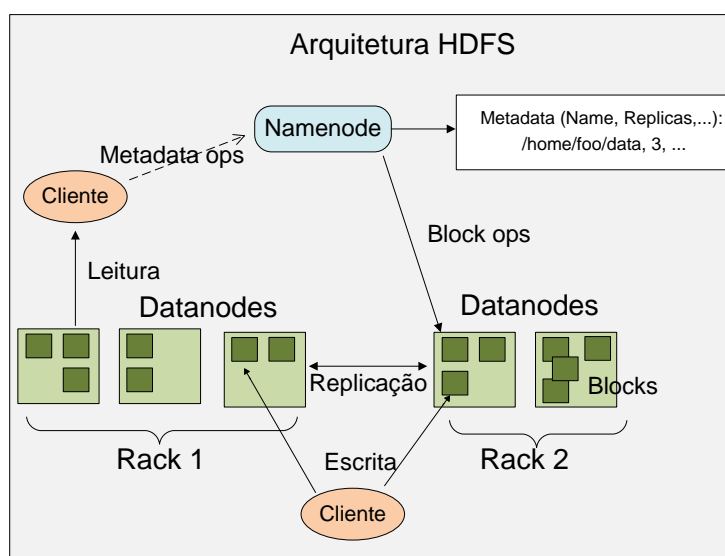 Arquitetura HDFS
Namenode
Metadata (Name, Replicas,...):
/home/foo/data, 3, ...
Metadata ops
Cliente
Block ops
Leitura
Datanodes
Datanodes
Replicação
Blocks
Rack 1
Escrita
Rack 2
Cliente